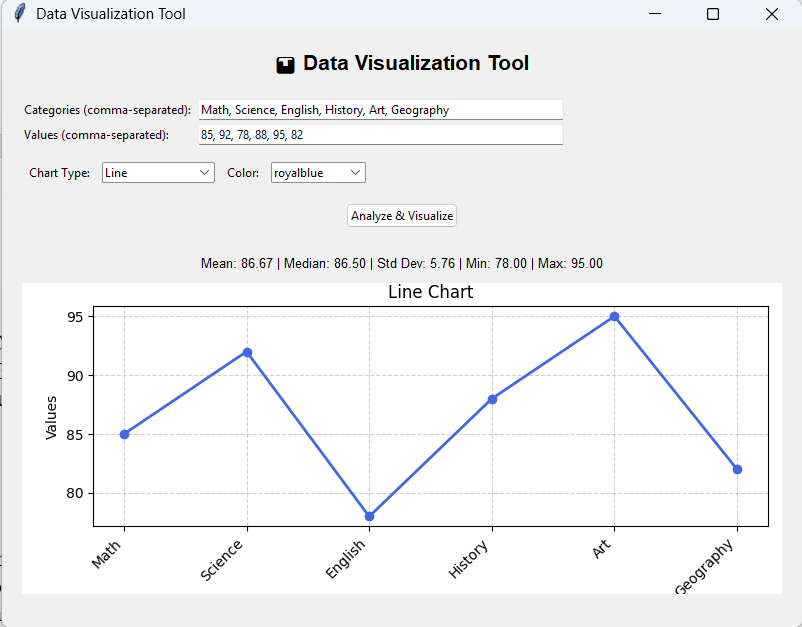 Data Visualization Tool
Data Visualization Tool
Categories (comma-separated): Math, Science, English, History, Art, Geography
Values (comma-separated): 85, 92, 78, 88, 95, 82
Chart Type: Line Color: royalblue
Analyze & Visualize
Mean: 86.67 | Median: 86.50 | Std Dev: 5.76 | Min: 78.00 | Max: 95.00
Line Chart
95
90
85
80
Values
Math Science English History Art Geography